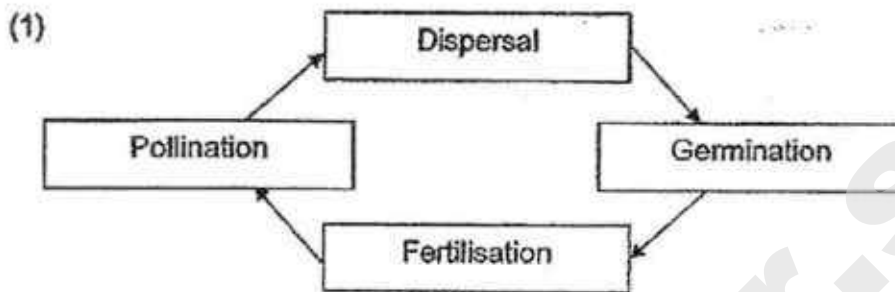 (1)
Dispersal
Pollination
Germination
Fertilisation